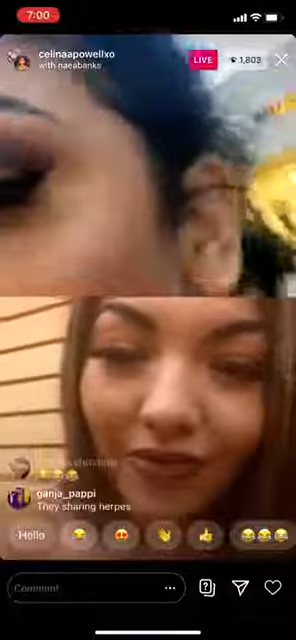 7:00
celinaapowellxo
with naeabanks
LIVE
1,803
ganja_pappi
They sharing herpes
Hello
Comment